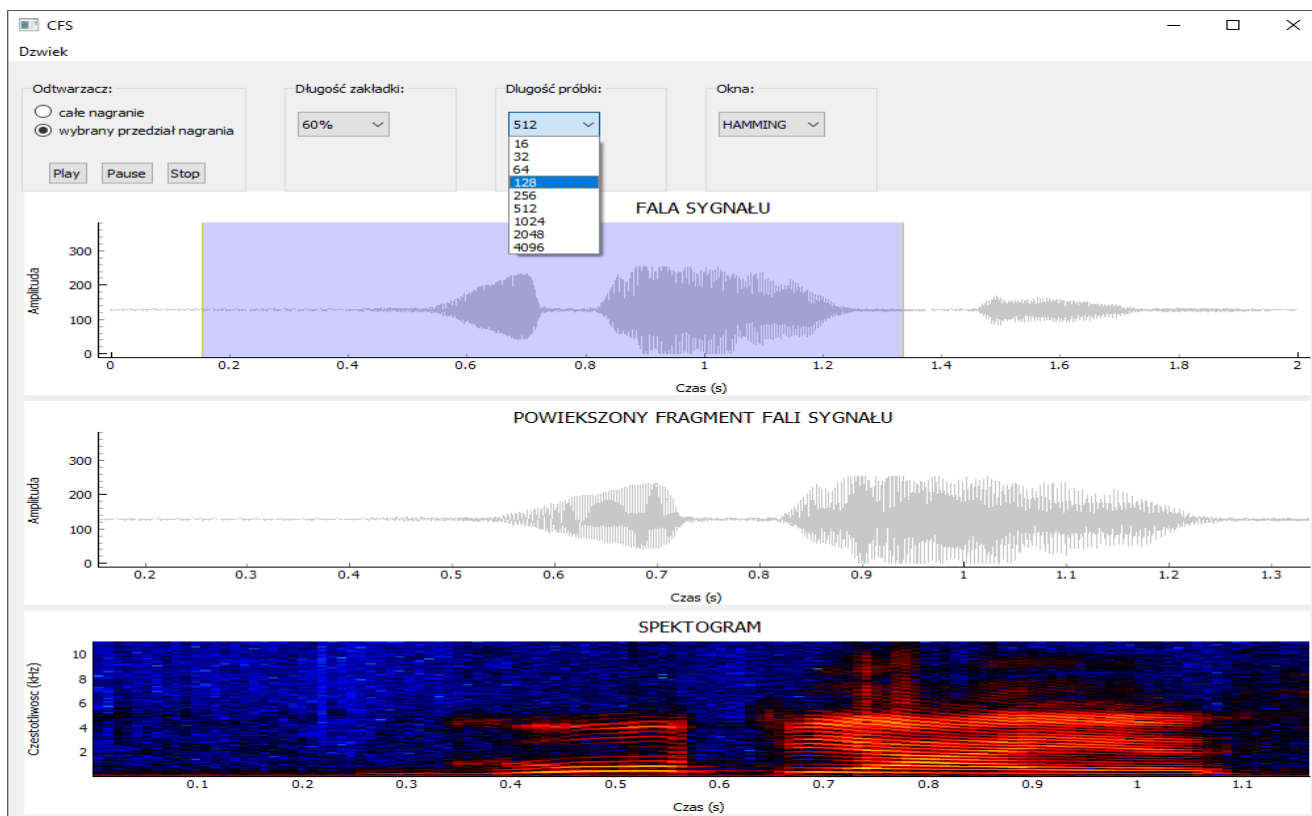 CFS
Dzwiek
Odtwarzacz:
całe nagranie
wybrany przedział nagrania
Play Pause Stop
Długość zakładki:
60%
Dlugość próbki:
512
16
32
64
128
256
512
1024
2048
4096
Okna:
HAMMING
FALA SYGNAŁU
Amplituda
300
200
100
0
0 0.2 0.4 0.6 0.8 1 1.2 1.4 1.6 1.8 2
Czas (s)
POWIEKSZONY FRAGMENT FALI SYGNAŁU
Amplituda
300
200
100
0
0.2 0.3 0.4 0.5 0.6 0.7 0.8 0.9 1 1.1 1.2 1.3
Czas (s)
SPEKTOGRAM
Czestotliwosc (kHz)
10
8
6
4
2
0.1 0.2 0.3 0.4 0.5 0.6 0.7 0.8 0.9 1 1.1
Czas (s)